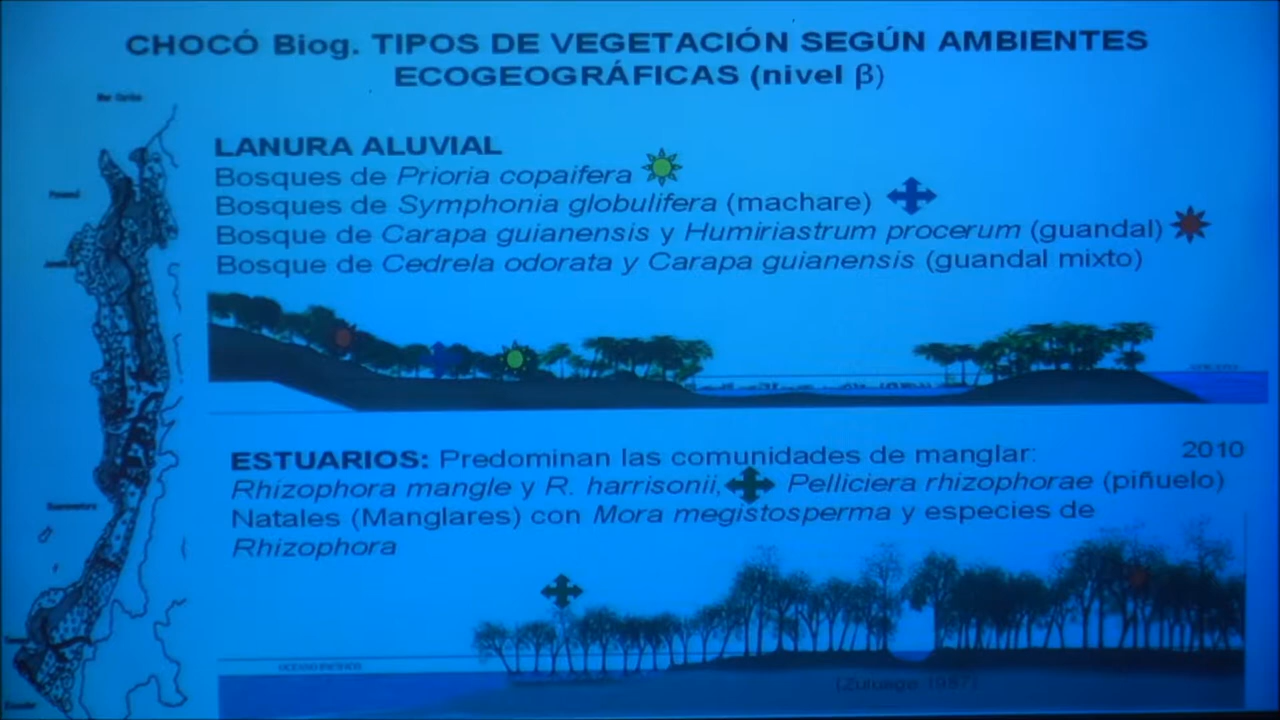 CHOCÓ Biog. TIPOS DE VEGETACIÓN SEGÚN AMBIENTES
ECOGEOGRÁFICAS (nivel β)
LANURA ALUVIAL
Bosques de Prioria copaifera
Bosques de Symphonia globulifera (machare)
Bosque de Carapa guianensis y Humiriastrum procerum (guandal)
Bosque de Cedrela odorata y Carapa guianensis (guandal mixto)
ESTUARIOS: Predominan las comunidades de manglar:
2010
Rhizophora mangle y R. harrisonii, Pelliciera rhizophorae (piñuelo)
Natales (Manglares) con Mora megistosperma y especies de
Rhizophora
(Zuluaga 1987)